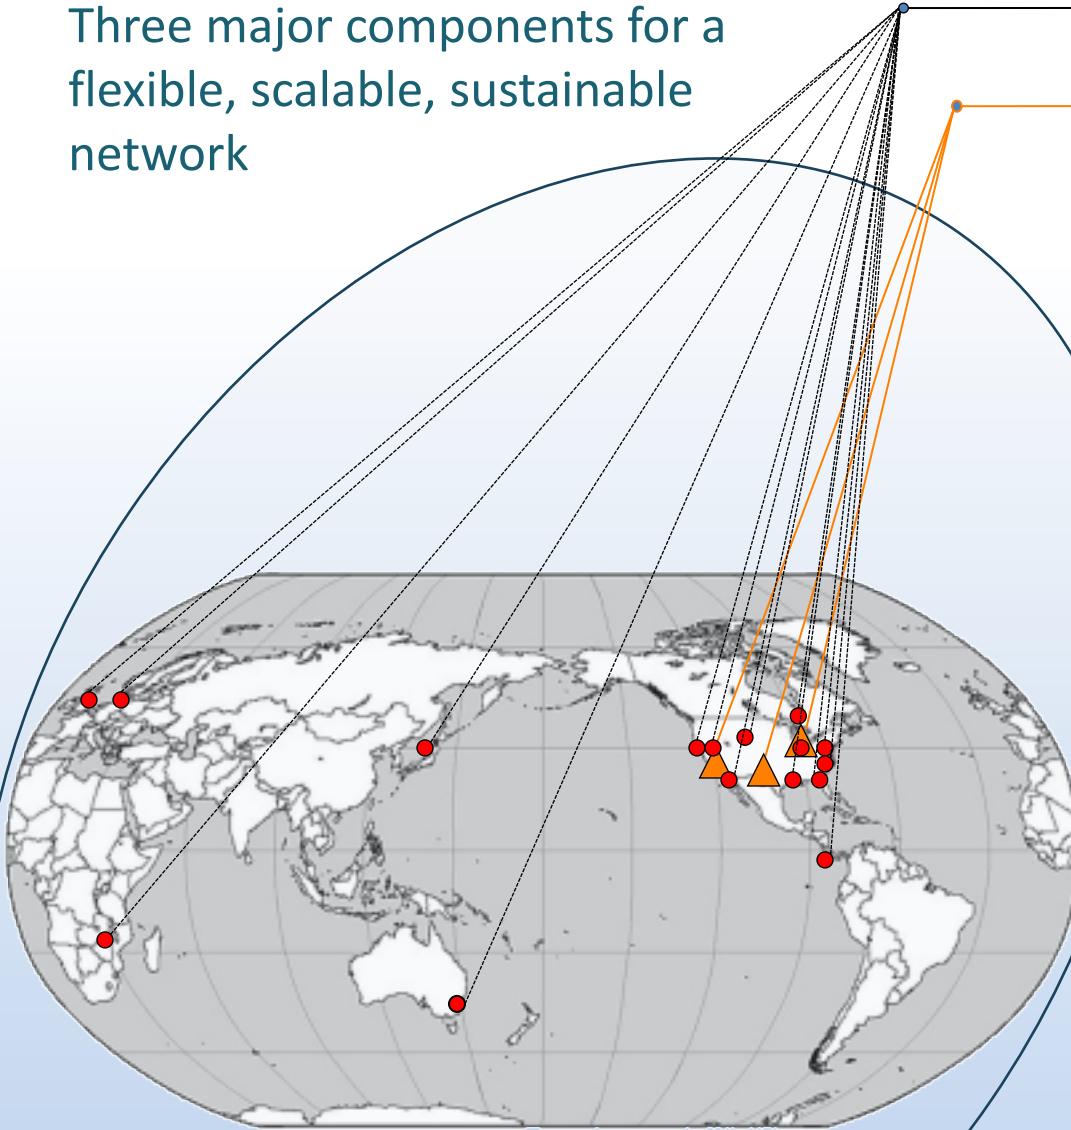 Three major components for a
flexible, scalable, sustainable
network